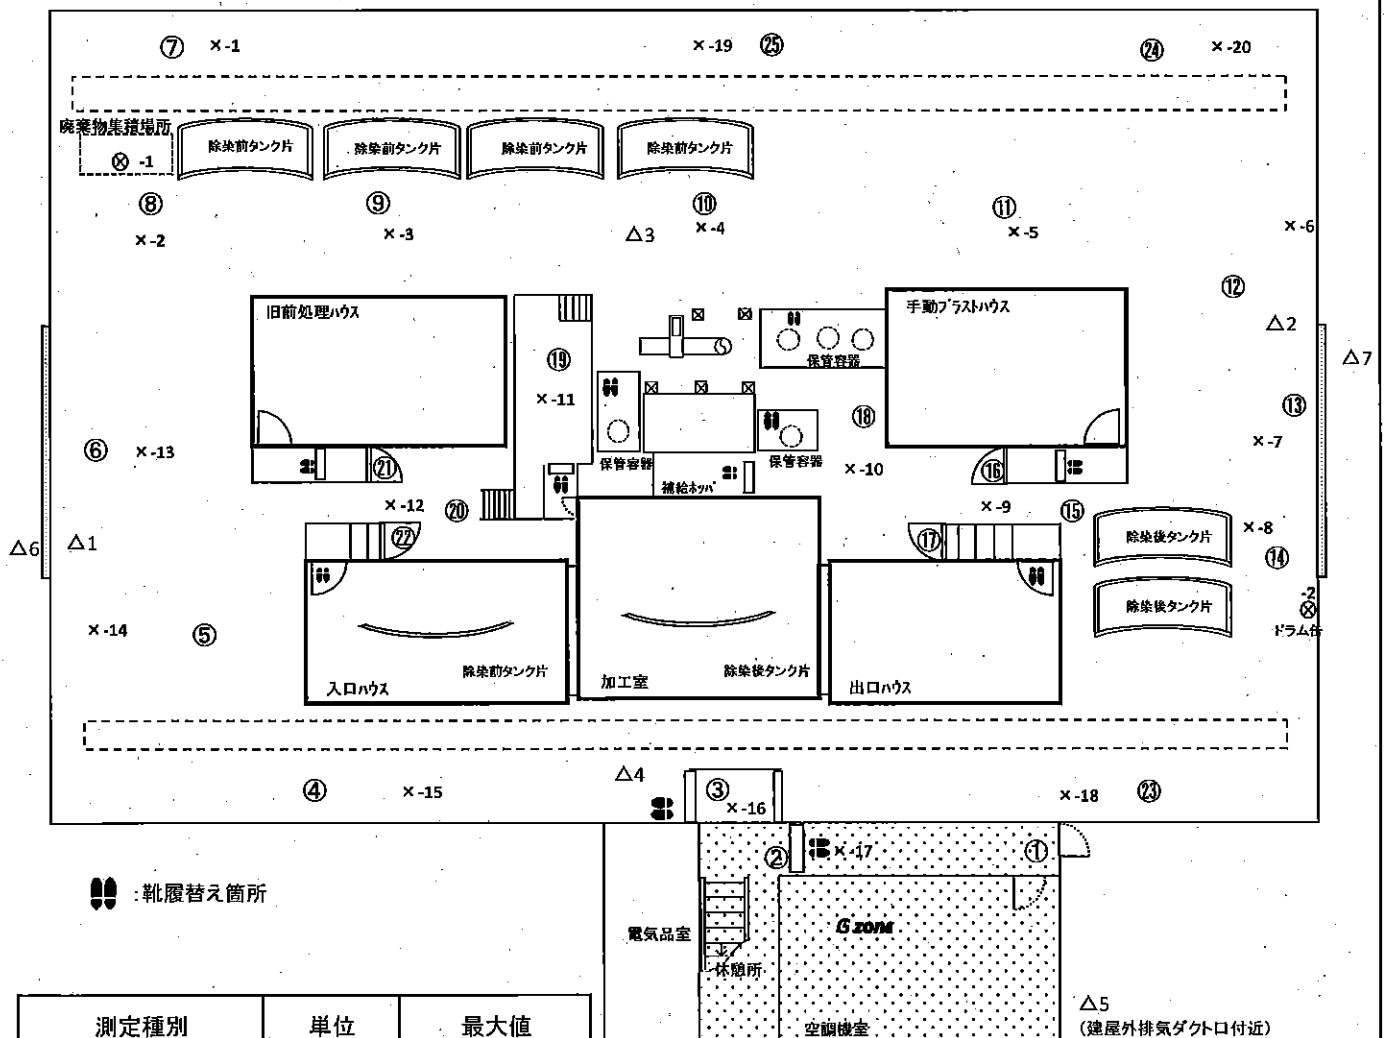 ⑦ ×-1 ×-19 ㉕ ㉔ ×-20
廃棄物集積場所
⊗ -1
除染前タンク片 除染前タンク片 除染前タンク片 除染前タンク片
⑧ ⑨ ⑩ ⑪
×-2 ×-3 △3 ×-4 ×-5 ×-6
⑫
旧前処理ハウス
手動ブラストハウス
△2
△7
⑲
保管容器
×-11
⑱
⑬
⑥ ×-13
×-7
㉑
保管容器
保管容器
×-10
⑯
補給ホッパ
×-12 ⑳
×-9 ⑮
△6 △1
㉒
⑰
除染後タンク片
×-8
⑭
-2
⊗
ドラム缶
除染後タンク片
×-14 ⑤
除染前タンク片
入口ハウス
加工室
除染後タンク片
出口ハウス
④ ×-15
△4
③
×-16
×-18 ㉓
② ×-17 ①
:靴履替え箇所
電気品室
G zone
休憩所
測定種別 単位 最大値
空調機室
△5
(建屋外排気ダクト口付近)